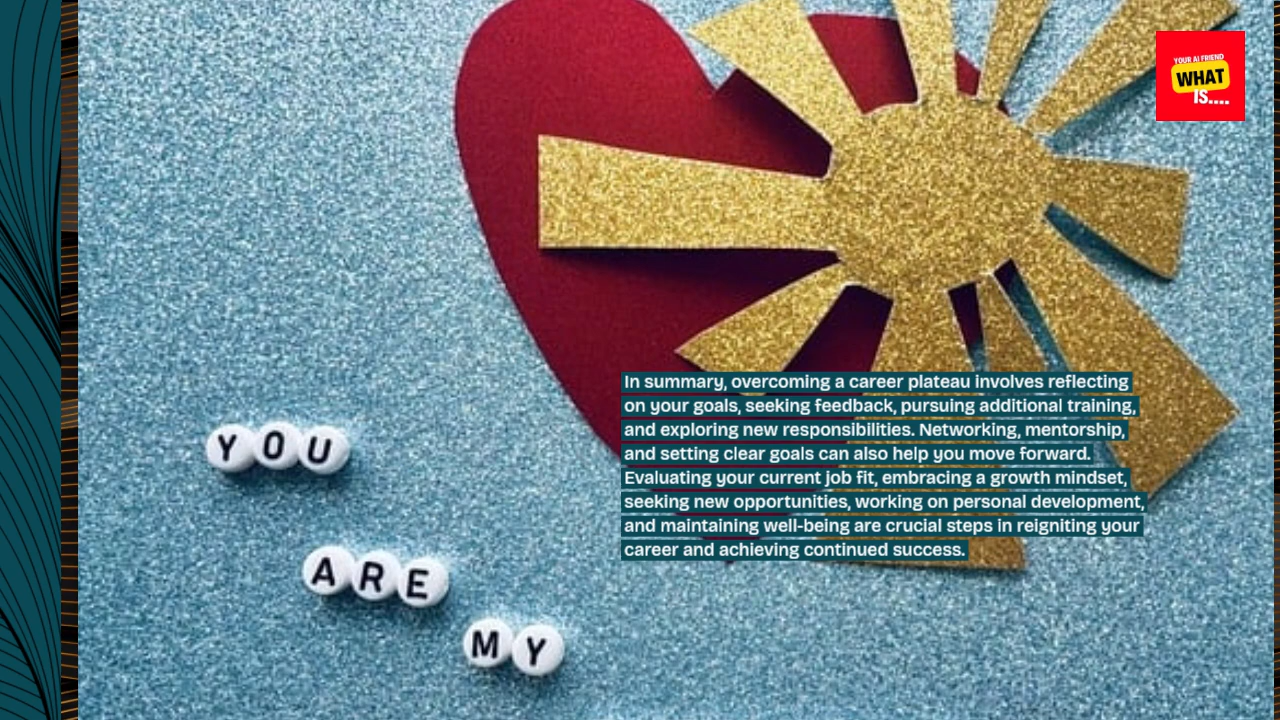 YOUR AI FRIEND
WHAT
IS....
In summary, overcoming a career plateau involves reflecting
on your goals, seeking feedback, pursuing additional training,
and exploring new responsibilities. Networking, mentorship,
and setting clear goals can also help you move forward.
Evaluating your current job fit, embracing a growth mindset,
seeking new opportunities, working on personal development,
and maintaining well-being are crucial steps in reigniting your
career and achieving continued success.
YOU
ARE
MY